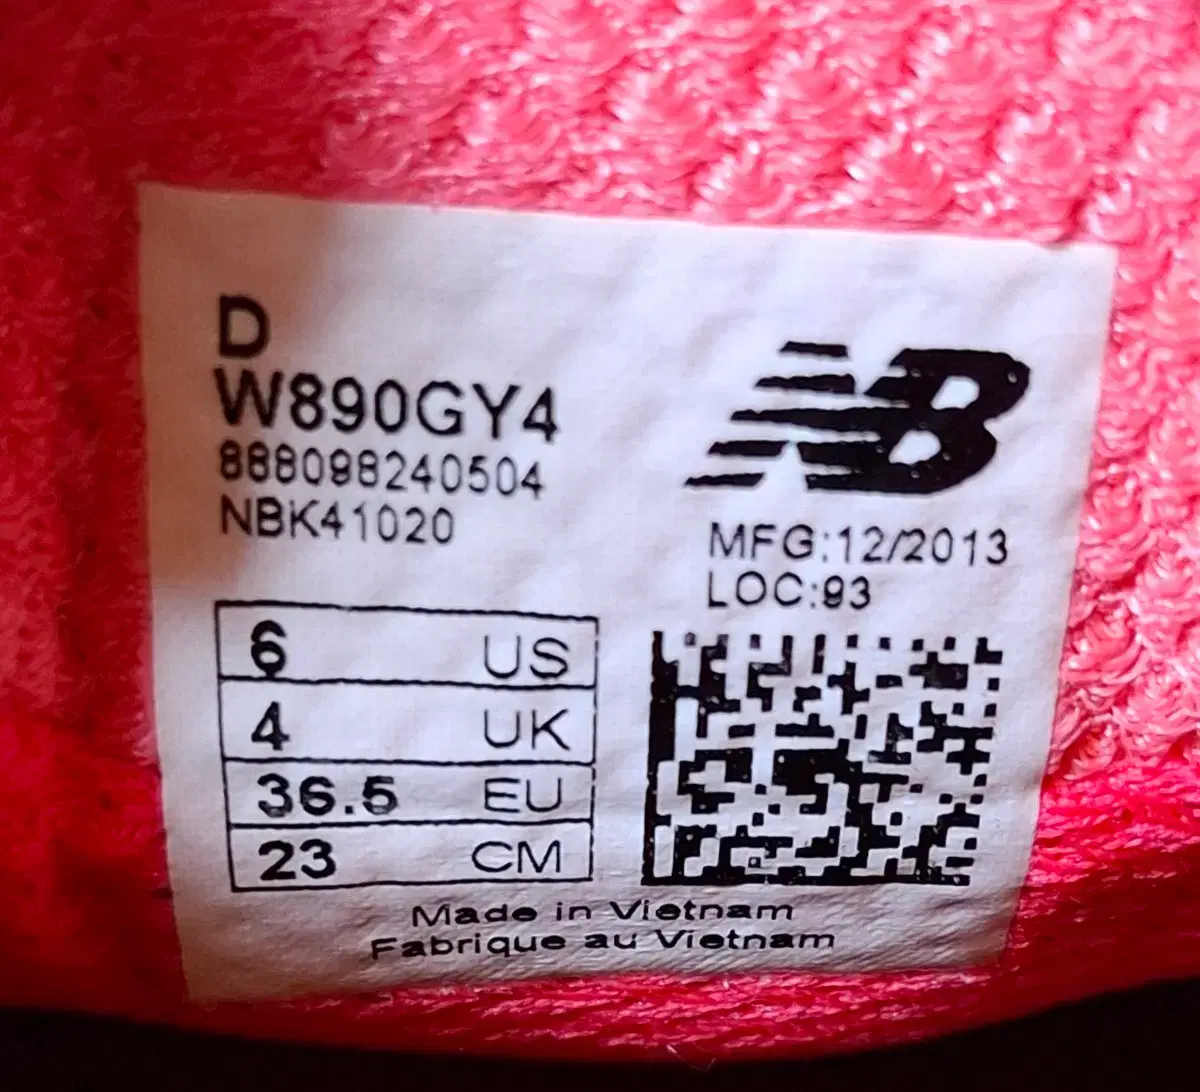 D
W890GY4
888098240504
NBK41020
NB
MFG:12/2013
LOC:93
6 US
4 UK
36.5 EU
23 CM
Made in Vietnam
Fabrique au Vietnam